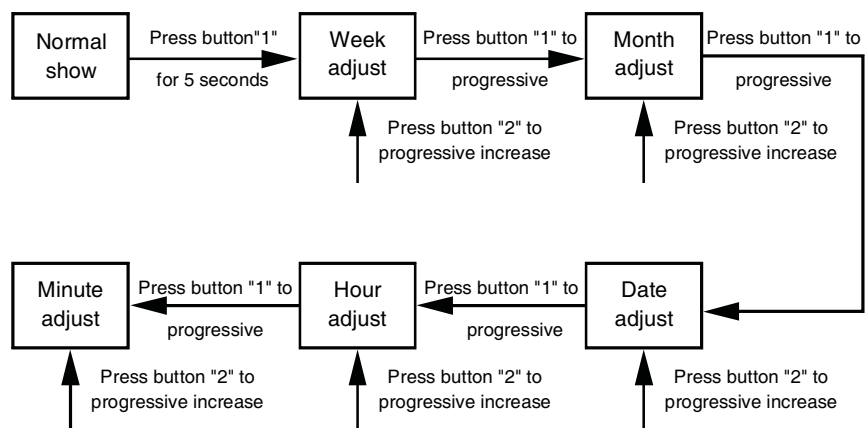 Normal
show
Press button"1"
for 5 seconds
Week
adjust
Press button "1" to
progressive
Month
adjust
Press button "1" to
progressive
Press button "2" to
progressive increase
Press button "2" to
progressive increase
Minute
adjust
Press button "1" to
progressive
Hour
adjust
Press button "1" to
progressive
Date
adjust
Press button "2" to
progressive increase
Press button "2" to
progressive increase
Press button "2" to
progressive increase